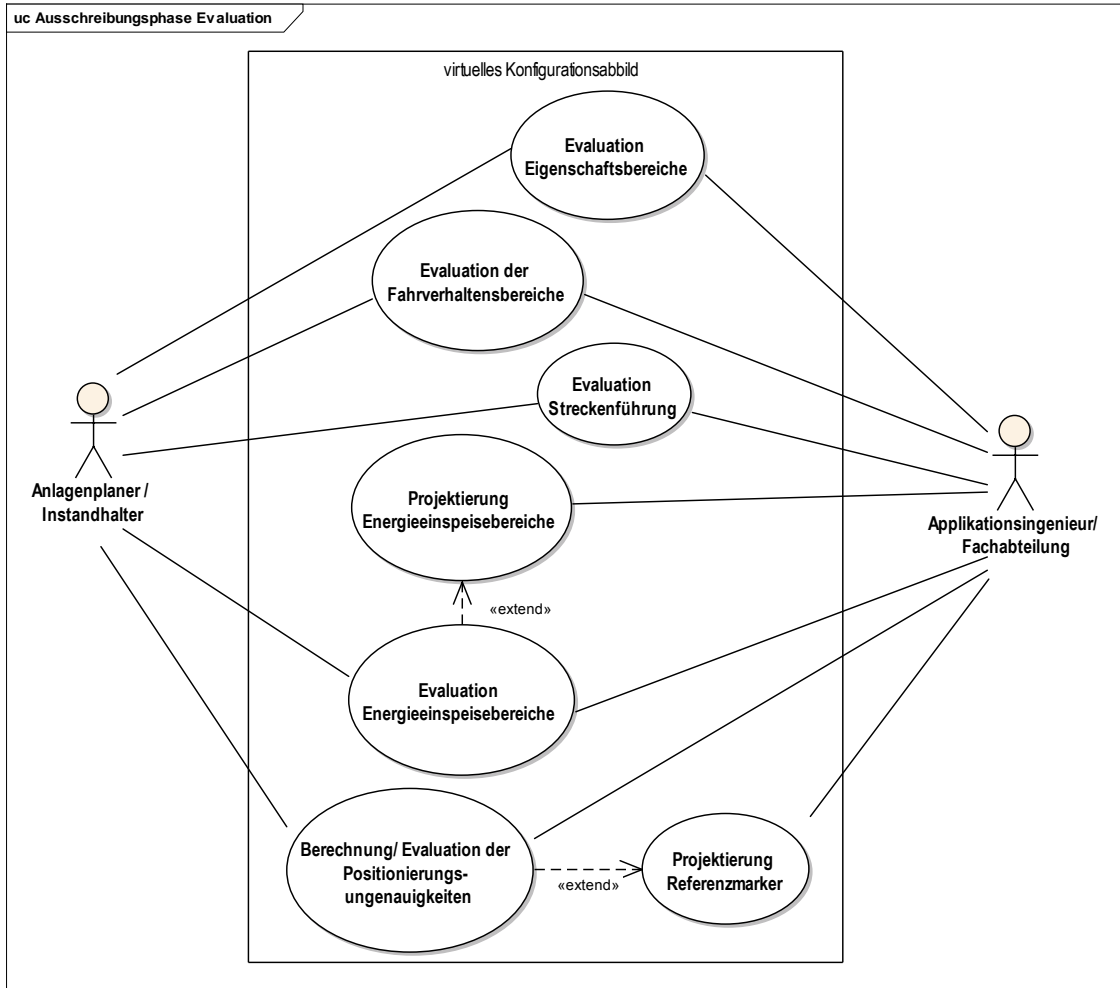 uc Ausschreibungsphase Evaluation
virtuelles Konfigurationsabbild
Evaluation
Eigenschaftsbereiche
Evaluation der
Fahrverhaltensbereiche
Evaluation
Streckenführung
Anlagenplaner /
Instandhalter
Projektierung
Energieeinspeisebereiche
Applikationsingenieur/
Fachabteilung
«extend»
Evaluation
Energieeinspeisebereiche
Berechnung/ Evaluation der
Positionierungs-
ungenauigkeiten
«extend»
Projektierung
Referenzmarker